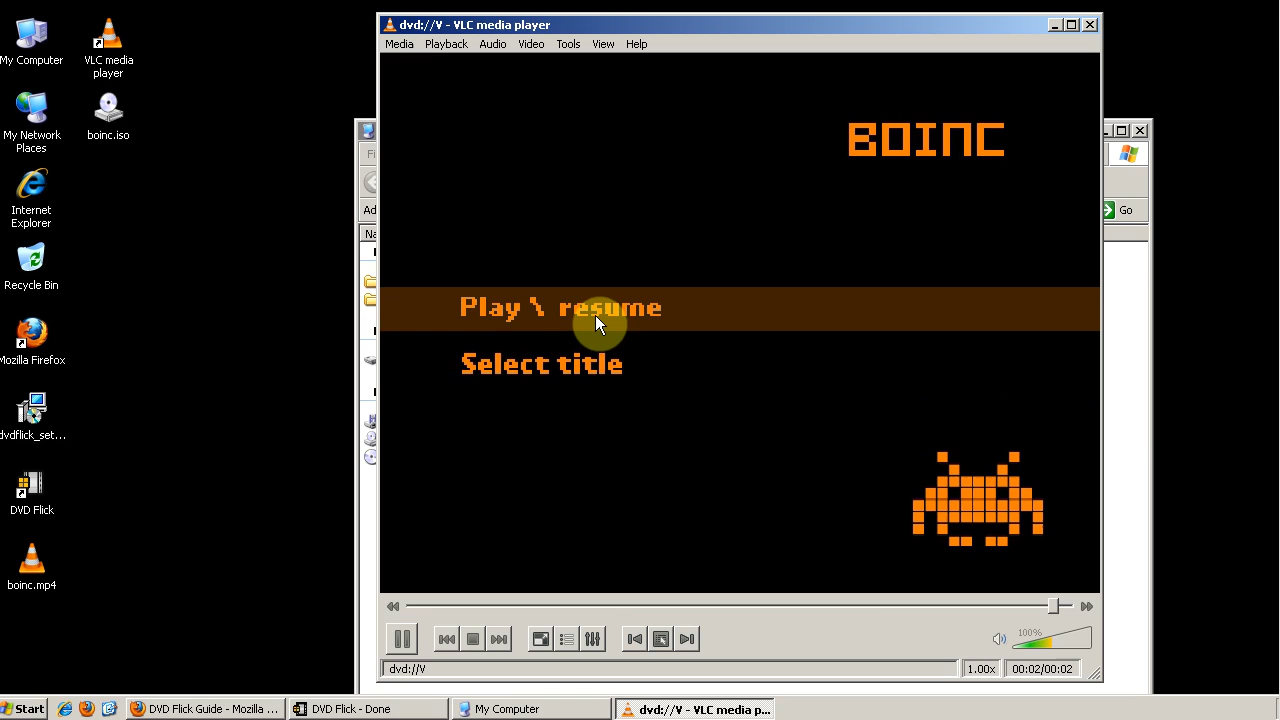 My Computer
VLC media
player
My Network
Places
boinc.iso
Internet
Explorer
Recycle Bin
Mozilla Firefox
dvdflick_set...
DVD Flick
boinc.mp4
dvd://V - VLC media player
Media Playback Audio Video Tools View Help
BOINC
Play \ resume
Select title
100%
dvd://V
1.00x
00:02/00:02
Go
Start
DVD Flick Guide - Mozilla ...
DVD Flick - Done
My Computer
dvd://V - VLC media p...